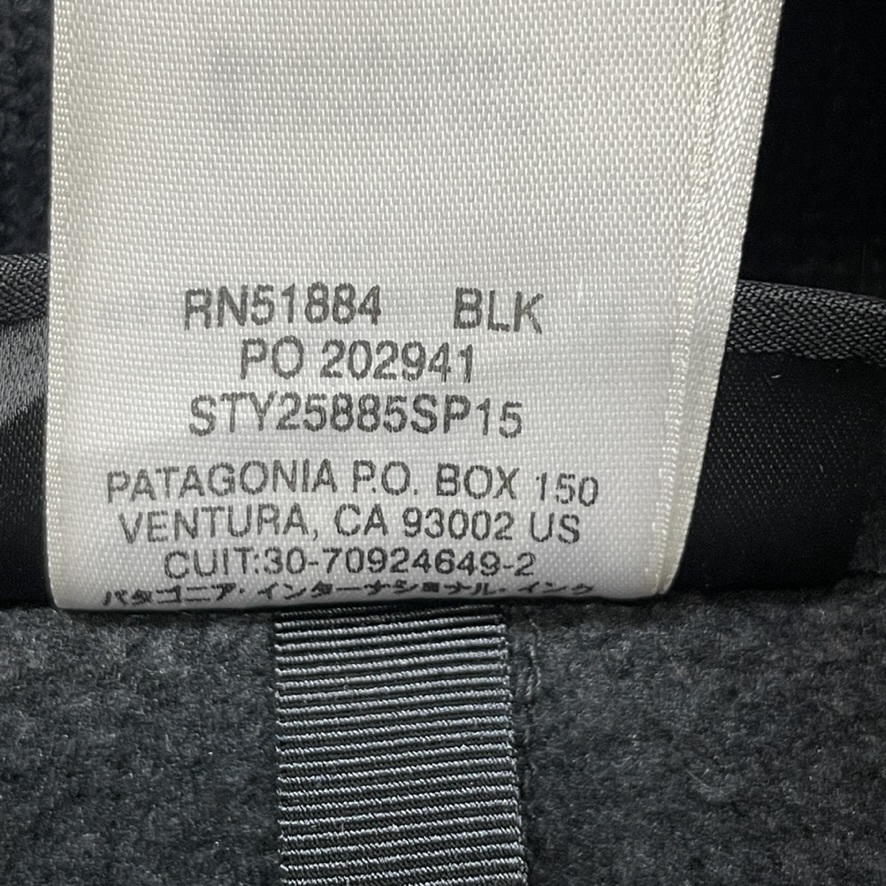 RN51884 BLK
PO 202941
STY25885SP15
PATAGONIA P.O. BOX 150
VENTURA, CA 93002 US
CUIT:30-70924649-2
パタゴニア・インターナショナル・インク